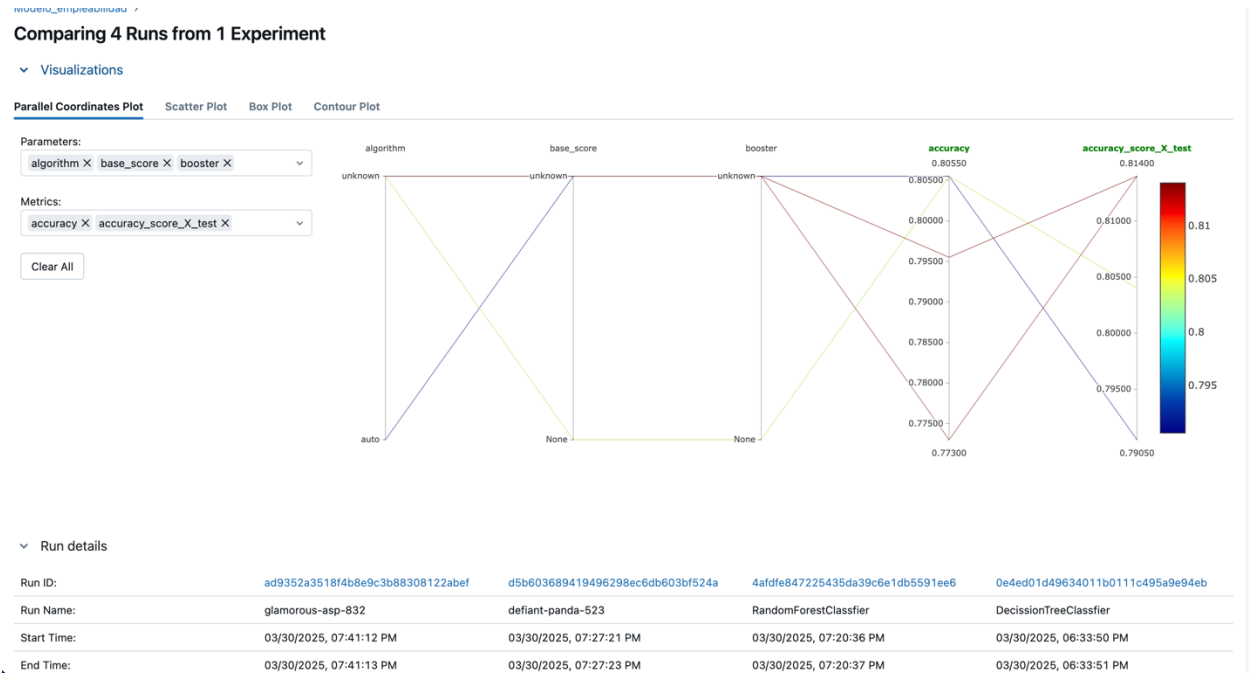 Modelo_empleabilidad >
Comparing 4 Runs from 1 Experiment
Visualizations
Parallel Coordinates Plot Scatter Plot Box Plot Contour Plot
Parameters:
algorithm × base_score × booster ×
Metrics:
accuracy × accuracy_score_X_test ×
Clear All
algorithm base_score booster accuracy accuracy_score_X_test
0.80550 0.81400
unknown unknown unknown
auto None None
0.80500
0.80000
0.79500
0.79000
0.78500
0.78000
0.77500
0.77300
0.81000
0.80500
0.80000
0.79500
0.79050
0.81
0.805
0.8
0.795
Run details
Run ID: ad9352a3518f4b8e9c3b88308122abef d5b603689419496298ec6db603bf524a 4afdfe847225435da39c6e1db5591ee6 0e4ed01d49634011b0111c495a9e94eb
Run Name: glamorous-asp-832 defiant-panda-523 RandomForestClassfier DecissionTreeClassfier
Start Time: 03/30/2025, 07:41:12 PM 03/30/2025, 07:27:21 PM 03/30/2025, 07:20:36 PM 03/30/2025, 06:33:50 PM
End Time: 03/30/2025, 07:41:13 PM 03/30/2025, 07:27:23 PM 03/30/2025, 07:20:37 PM 03/30/2025, 06:33:51 PM